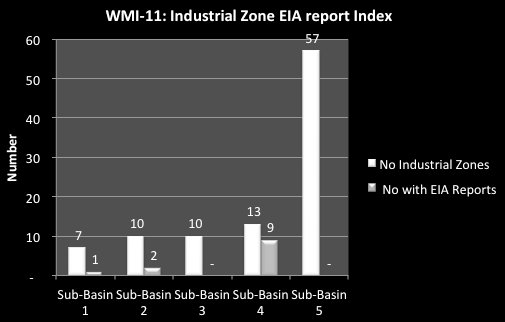 WMI-11: Industrial Zone EIA report Index
60
50
40
30
20
10
-
Number
7
1
10
2
10
-
13
9
57
-
Sub-Basin 1
Sub-Basin 2
Sub-Basin 3
Sub-Basin 4
Sub-Basin 5
No Industrial Zones
No with EIA Reports